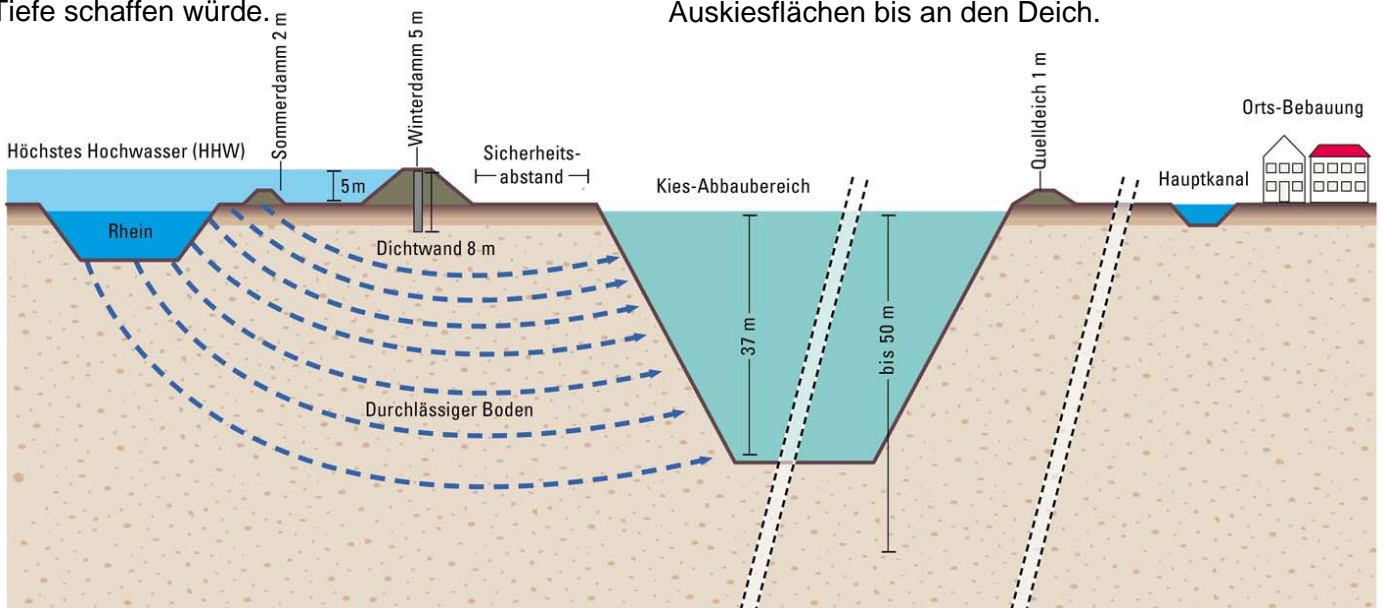 Tiefe schaffen würde.
Auskiesflächen bis an den Deich.
Sommerdamm 2 m
Winterdamm 5 m
Quelldeich 1 m
Orts-Bebauung
Höchstes Hochwasser (HHW)
5 m
Sicherheits-
abstand
Kies-Abbaubereich
Hauptkanal
Rhein
Dichtwand 8 m
37 m
bis 50 m
Durchlässiger Boden